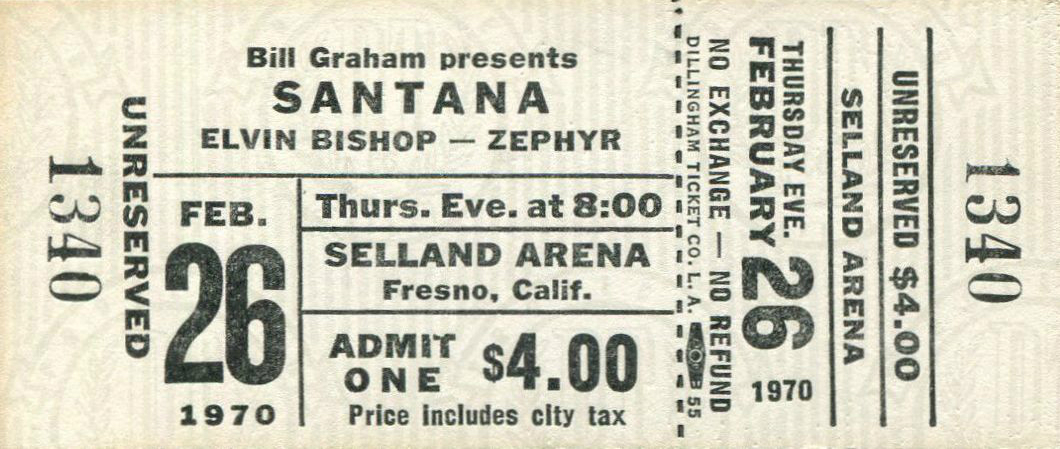 1340
UNRESERVED
Bill Graham presents
SANTANA
ELVIN BISHOP — ZEPHYR
FEB.
26
1970
Thurs. Eve. at 8:00
SELLAND ARENA
Fresno, Calif.
ADMIT
ONE
$4.00
Price includes city tax
DILLINGHAM TICKET CO. L. A. B 55
NO EXCHANGE — NO REFUND
THURSDAY EVE.
FEBRUARY 26
1970
SELLAND ARENA
UNRESERVED $4.00
1340